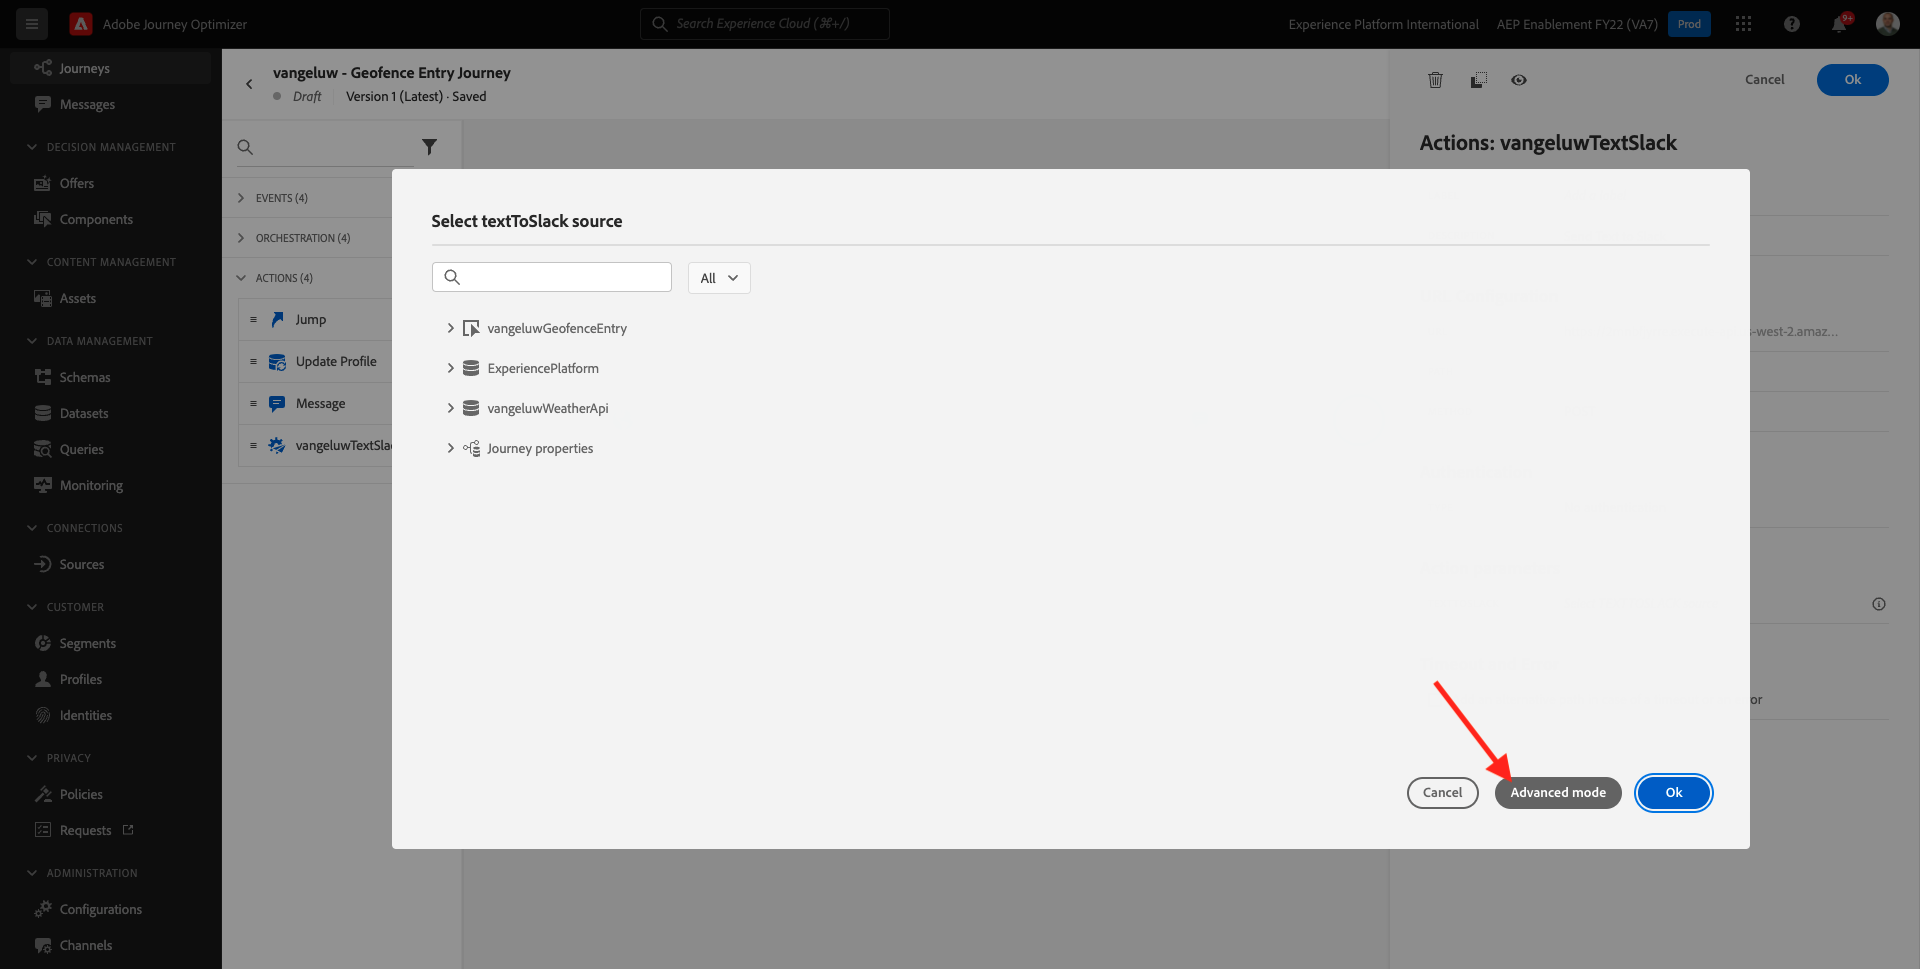 Adobe Journey Optimizer
Search Experience Cloud (⌘+/)
Experience Platform International
AEP Enablement FY22 (VA7)
Prod
9+
Journeys
Messages
DECISION MANAGEMENT
Offers
Components
CONTENT MANAGEMENT
Assets
DATA MANAGEMENT
Schemas
Datasets
Queries
Monitoring
CONNECTIONS
Sources
CUSTOMER
Segments
Profiles
Identities
PRIVACY
Policies
Requests
ADMINISTRATION
Configurations
Channels
vangeluw - Geofence Entry Journey
Draft
Version 1 (Latest) · Saved
Cancel
Ok
EVENTS (4)
ORCHESTRATION (4)
ACTIONS (4)
Jump
Update Profile
Message
vangeluwTextSlac
Actions: vangeluwTextSlack
s-west-2.amaz...
or
Select textToSlack source
All
vangeluwGeofenceEntry
ExperiencePlatform
vangeluwWeatherApi
Journey properties
Cancel
Advanced mode
Ok